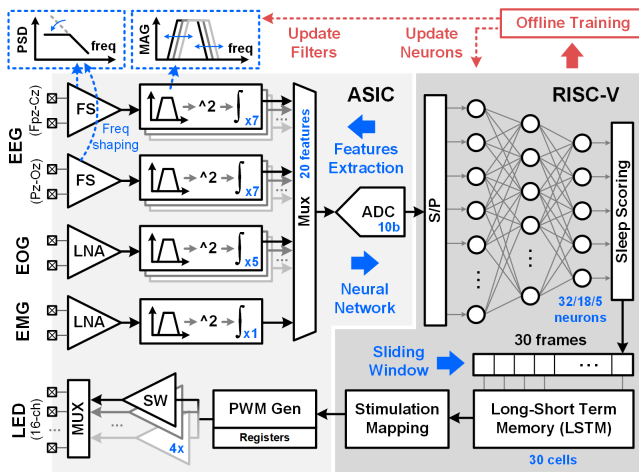 PSD
freq
MAG
freq
Update
Filters
Update
Neurons
Offline Training
ASIC
RISC-V
EEG
(Fpz-Cz)
FS
^2
x7
...
Freq
shaping
(Pz-Oz)
FS
^2
x7
...
EOG
LNA
^2
x5
...
EMG
LNA
^2
x1
20 features
Mux
Features
Extraction
ADC
10b
Neural
Network
S/P
Sleep Scoring
32/18/5
neurons
30 frames
Sliding
Window
...
LED
(16-ch)
...
MUX
SW
4x
PWM Gen
Registers
Stimulation
Mapping
Long-Short Term
Memory (LSTM)
30 cells